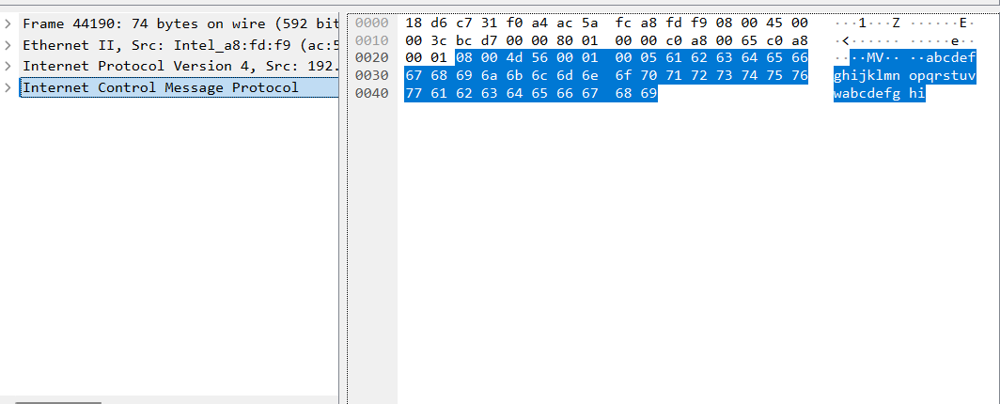 Frame 44190: 74 bytes on wire (592 bit
Ethernet II, Src: Intel_a8:fd:f9 (ac:5
Internet Protocol Version 4, Src: 192.
Internet Control Message Protocol
0000 18 d6 c7 31 f0 a4 ac 5a fc a8 fd f9 08 00 45 00 ···1···Z ······E·
0010 00 3c bc d7 00 00 80 01 00 00 c0 a8 00 65 c0 a8 ·<······ ·····e··
0020 00 01 08 00 4d 56 00 01 00 05 61 62 63 64 65 66 ····MV·· ··abcdef
0030 67 68 69 6a 6b 6c 6d 6e 6f 70 71 72 73 74 75 76 ghijklmn opqrstuv
0040 77 61 62 63 64 65 66 67 68 69 wabcdefg hi